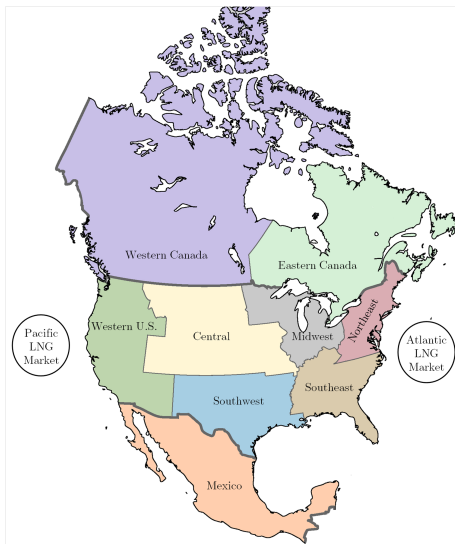 Western Canada
Eastern Canada
Pacific
LNG
Market
Western U.S.
Central
Midwest
Northeast
Atlantic
LNG
Market
Southwest
Southeast
Mexico